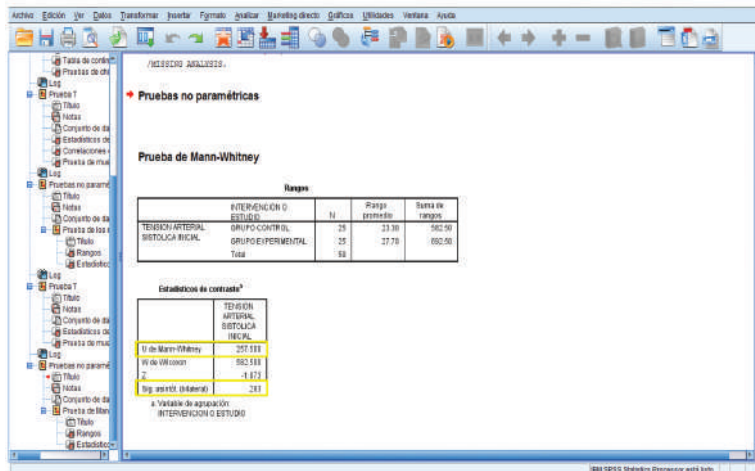 Archivo Edición Ver Datos Transformar Insertar Formato Analizar Marketing directo Gráficos Utilidades Ventana Ayuda
Tabla de contin
Pruebas de chi
Log
Prueba T
Título
Notas
Conjunto de da
Estadísticos de
Correlaciones
Prueba de mue
Log
Pruebas no paramé
Título
Notas
Conjunto de da
Prueba de los
Título
Rangos
Estadístico
Log
Prueba T
Título
Notas
Conjunto de da
Estadísticos de
Prueba de mue
Log
Pruebas no paramé
Título
Notas
Conjunto de da
Prueba de Man
Título
Rangos
Estadístico
/MISSING ANALYSIS.
Pruebas no paramétricas
Prueba de Mann-Whitney
Rangos
INTERVENCION O ESTUDIO N Rango promedio Suma de rangos
TENSION ARTERIAL SISTOLICA INICIAL GRUPO CONTROL 25 23.30 582.50
GRUPO EXPERIMENTAL 25 27.70 692.50
Total 50
Estadísticos de contraste a
TENSION ARTERIAL SISTOLICA INICIAL
U de Mann-Whitney 257.500
W de Wilcoxon 582.500
Z -1.073
Sig. asintót. (bilateral) .283
a. Variable de agrupación:
INTERVENCION O ESTUDIO
IBM SPSS Statistics Processor está listo